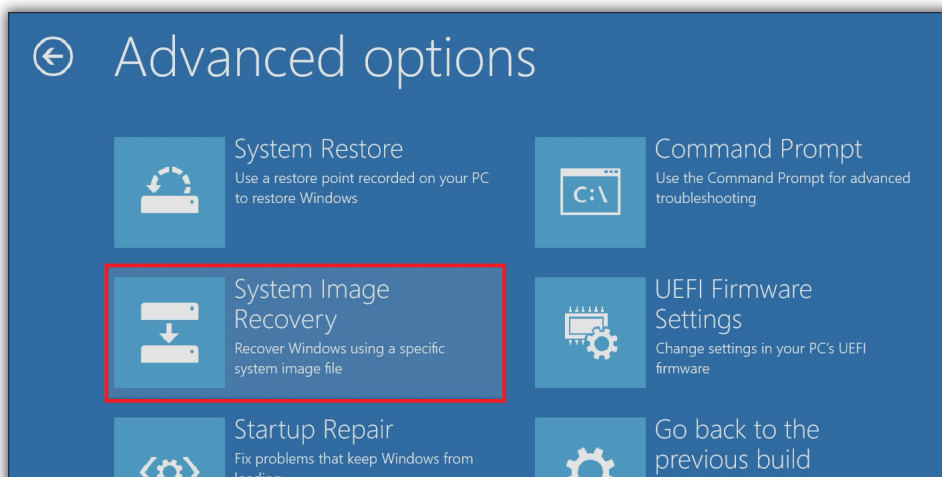 Advanced options
System Restore
Use a restore point recorded on your PC
to restore Windows
Command Prompt
Use the Command Prompt for advanced
troubleshooting
C:\
System Image
Recovery
Recover Windows using a specific
system image file
UEFI Firmware
Settings
Change settings in your PC's UEFI
firmware
Startup Repair
Fix problems that keep Windows from
Go back to the
previous build